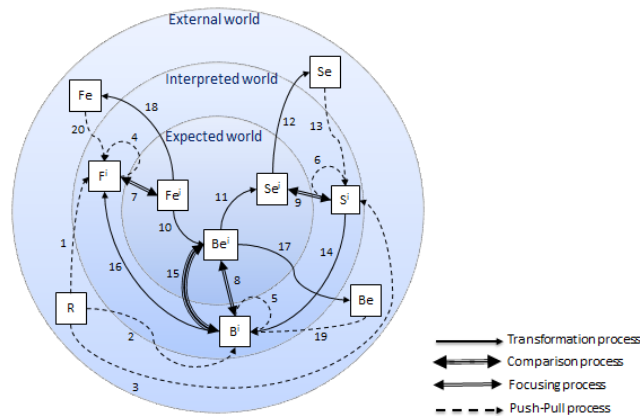 External world
Se
Interpreted world
Fe
18
20
12
13
4
Expected world
6
Fⁱ
7
Feⁱ
11
Seⁱ
9
Sⁱ
10
1
Beⁱ
17
14
16
15
8
5
R
Be
Bⁱ
2
19
3
Transformation process
Comparison process
Focusing process
Push-Pull process